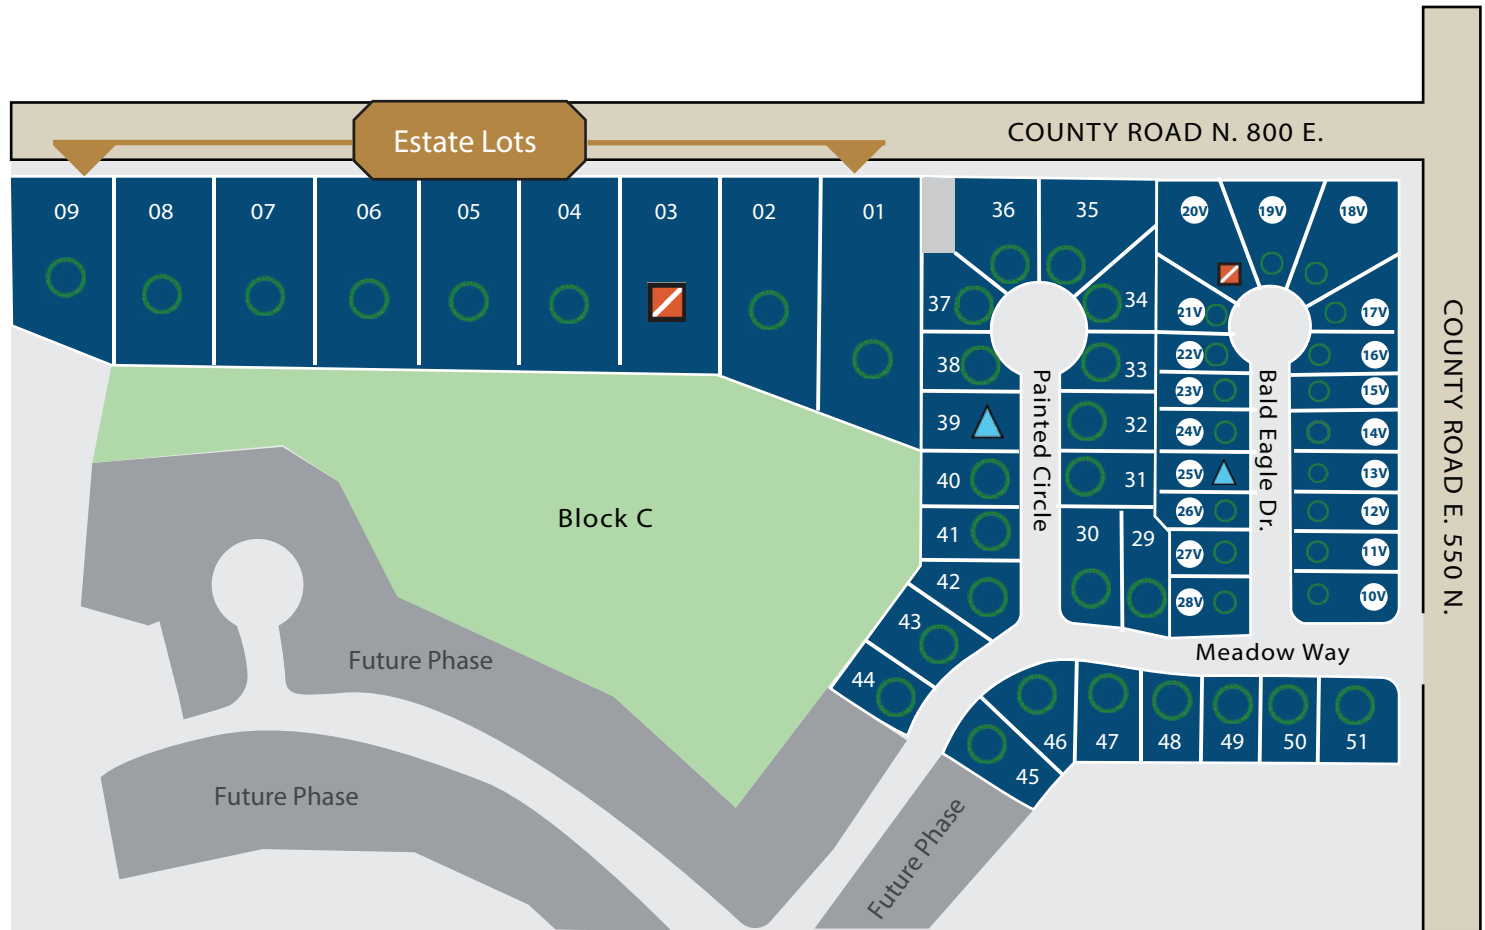 COUNTY ROAD N. 800 E.
Estate Lots
09 08 07 06 05 04 03 02 01
36 35
20V 19V 18V
37 34
21V 17V
38 33
22V 16V
23V 15V
39 32
24V 14V
40 31
25V 13V
26V 12V
41 30 29
27V 11V
42
28V 10V
43
44
Painted Circle
Bald Eagle Dr.
COUNTY ROAD E. 550 N.
Block C
Meadow Way
Future Phase
46 47 48 49 50 51
45
Future Phase
Future Phase